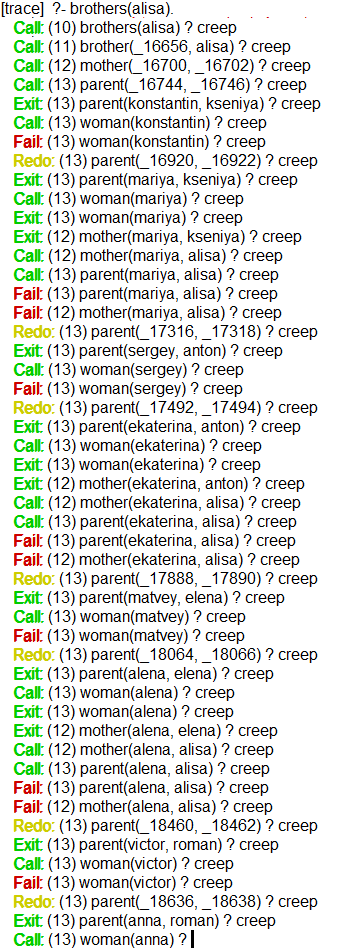 [trace]  ?- brothers(alisa).
Call: (10) brothers(alisa) ? creep
Call: (11) brother(_16656, alisa) ? creep
Call: (12) mother(_16700, _16702) ? creep
Call: (13) parent(_16744, _16746) ? creep
Exit: (13) parent(konstantin, kseniya) ? creep
Call: (13) woman(konstantin) ? creep
Fail: (13) woman(konstantin) ? creep
Redo: (13) parent(_16920, _16922) ? creep
Exit: (13) parent(mariya, kseniya) ? creep
Call: (13) woman(mariya) ? creep
Exit: (13) woman(mariya) ? creep
Exit: (12) mother(mariya, kseniya) ? creep
Call: (12) mother(mariya, alisa) ? creep
Call: (13) parent(mariya, alisa) ? creep
Fail: (13) parent(mariya, alisa) ? creep
Fail: (12) mother(mariya, alisa) ? creep
Redo: (13) parent(_17316, _17318) ? creep
Exit: (13) parent(sergey, anton) ? creep
Call: (13) woman(sergey) ? creep
Fail: (13) woman(sergey) ? creep
Redo: (13) parent(_17492, _17494) ? creep
Exit: (13) parent(ekaterina, anton) ? creep
Call: (13) woman(ekaterina) ? creep
Exit: (13) woman(ekaterina) ? creep
Exit: (12) mother(ekaterina, anton) ? creep
Call: (12) mother(ekaterina, alisa) ? creep
Call: (13) parent(ekaterina, alisa) ? creep
Fail: (13) parent(ekaterina, alisa) ? creep
Fail: (12) mother(ekaterina, alisa) ? creep
Redo: (13) parent(_17888, _17890) ? creep
Exit: (13) parent(matvey, elena) ? creep
Call: (13) woman(matvey) ? creep
Fail: (13) woman(matvey) ? creep
Redo: (13) parent(_18064, _18066) ? creep
Exit: (13) parent(alena, elena) ? creep
Call: (13) woman(alena) ? creep
Exit: (13) woman(alena) ? creep
Exit: (12) mother(alena, elena) ? creep
Call: (12) mother(alena, alisa) ? creep
Call: (13) parent(alena, alisa) ? creep
Fail: (13) parent(alena, alisa) ? creep
Fail: (12) mother(alena, alisa) ? creep
Redo: (13) parent(_18460, _18462) ? creep
Exit: (13) parent(victor, roman) ? creep
Call: (13) woman(victor) ? creep
Fail: (13) woman(victor) ? creep
Redo: (13) parent(_18636, _18638) ? creep
Exit: (13) parent(anna, roman) ? creep
Call: (13) woman(anna) ?